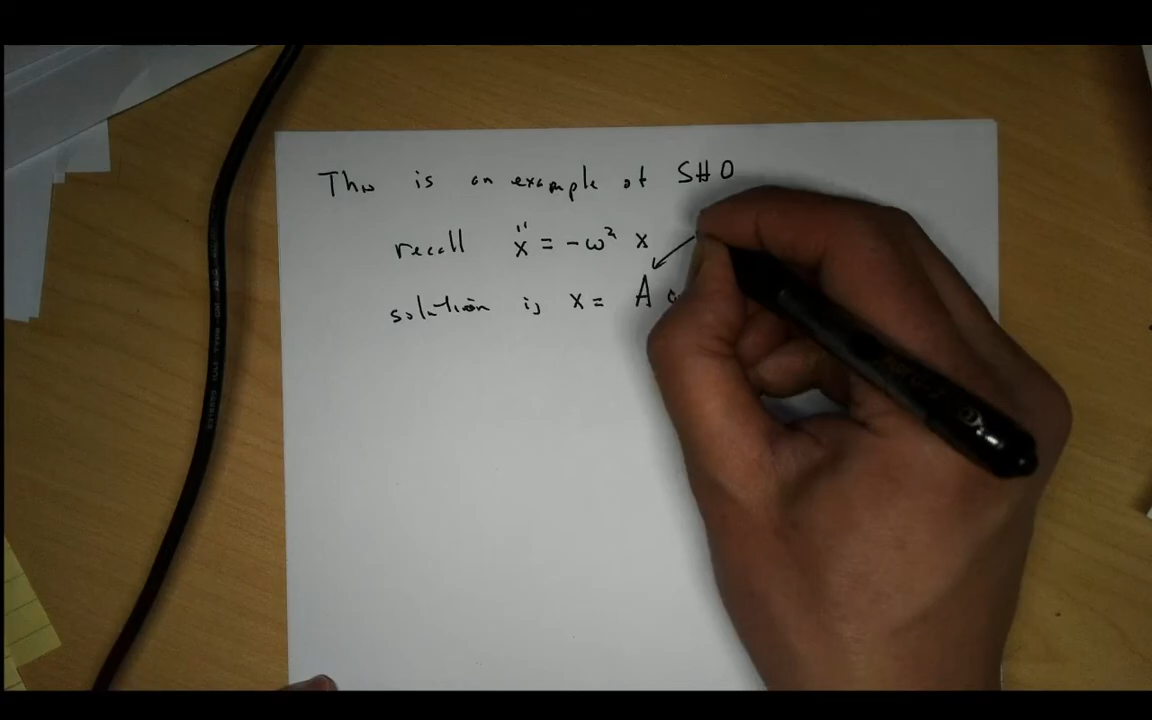 This is an example of SHO
recall ẍ = -ω² x
solution is x = A